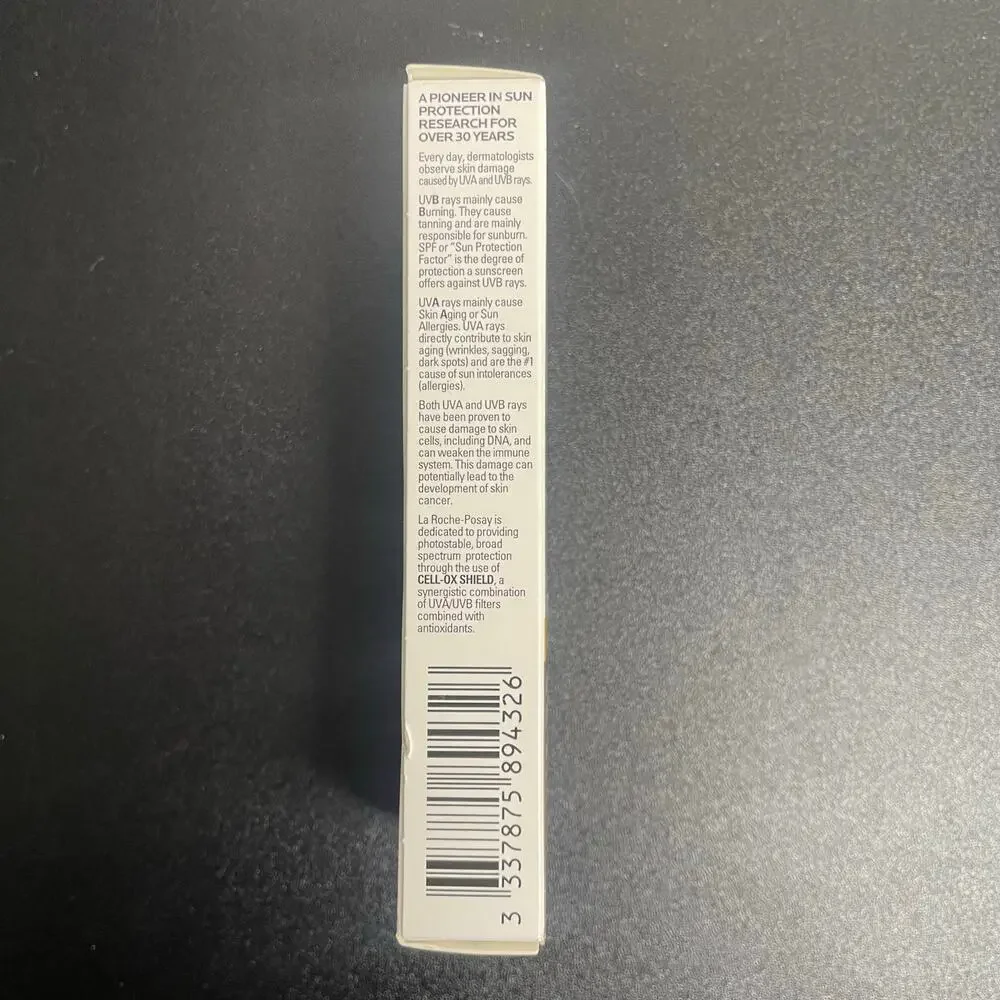 A PIONEER IN SUN
PROTECTION
RESEARCH FOR
OVER 30 YEARS
Every day, dermatologists
observe skin damage
caused by UVA and UVB rays.
UVB rays mainly cause
Burning. They cause
tanning and are mainly
responsible for sunburn.
SPF or “Sun Protection
Factor” is the degree of
protection a sunscreen
offers against UVB rays.
UVA rays mainly cause
Skin Aging or Sun
Allergies. UVA rays
directly contribute to skin
aging (wrinkles, sagging,
dark spots) and are the #1
cause of sun intolerances
(allergies).
Both UVA and UVB rays
have been proven to
cause damage to skin
cells, including DNA, and
can weaken the immune
system. This damage can
potentially lead to the
development of skin
cancer.
La Roche-Posay is
dedicated to providing
photostable, broad
spectrum protection
through the use of
CELL-OX SHIELD, a
synergistic combination
of UVA/UVB filters
combined with
antioxidants.
3 337875 894326